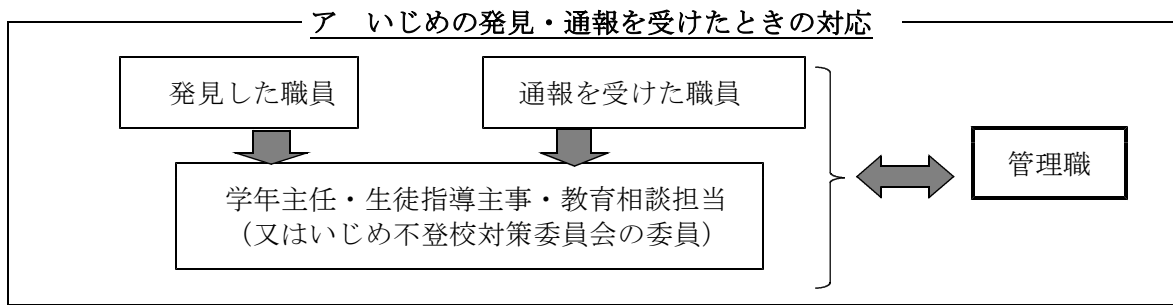 ア　いじめの発見・通報を受けたときの対応
発見した職員
通報を受けた職員
管理職
学年主任・生徒指導主事・教育相談担当
（又はいじめ不登校対策委員会の委員）